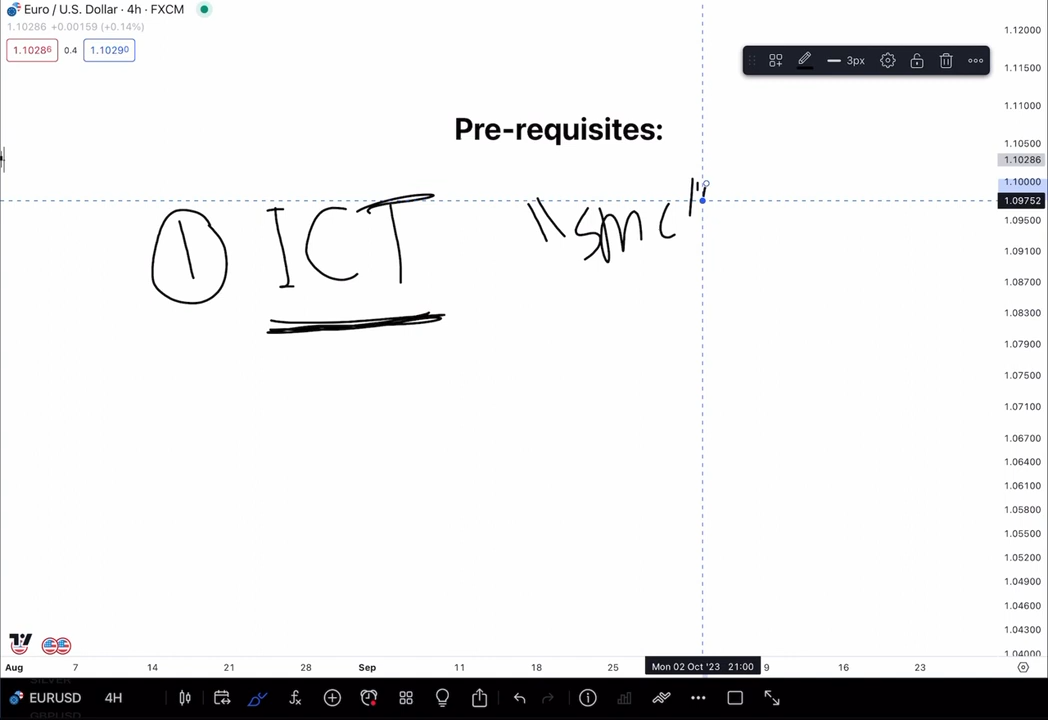 Euro / U.S. Dollar · 4h · FXCM
1.10286 +0.00159 (+0.14%)
1.10286 0.4 1.10290
3px
Pre-requisites:
1 ICT "smc"
1.12000
1.11500
1.11000
1.10500
1.10286
1.10000
1.09752
1.09500
1.09100
1.08700
1.08300
1.07900
1.07500
1.07100
1.06700
1.06400
1.06100
1.05800
1.05500
1.05200
1.04900
1.04600
1.04300
1.04000
Aug 7 14 21 28 Sep 11 18 25 Mon 02 Oct '23 21:00 9 16 23
SILVER
EURUSD 4H
GBPUSD